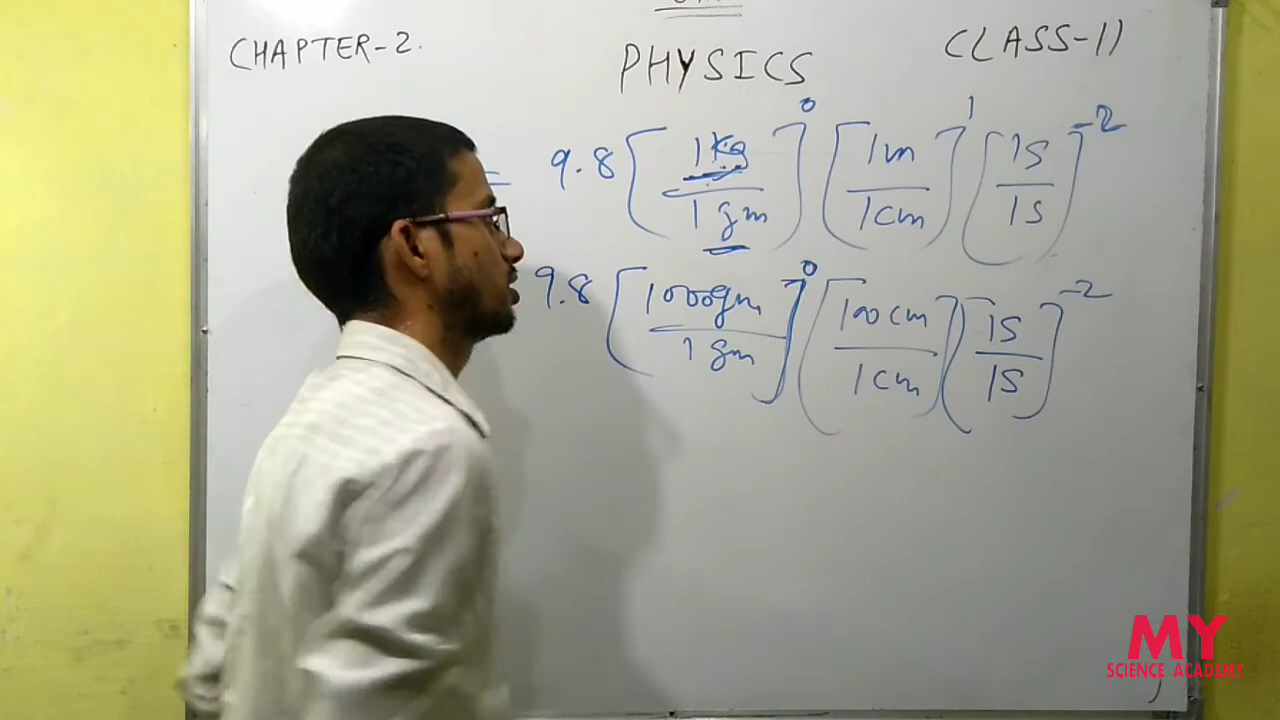 CHAPTER-2.
PHYSICS
CLASS-11
= 9.8 [1kg/1gm]⁰ [1m/1cm]¹ [1s/1s]⁻²
9.8 [1000gm/1gm]⁰ [100cm/1cm] [1s/1s]⁻²
MY
SCIENCE ACADEMY